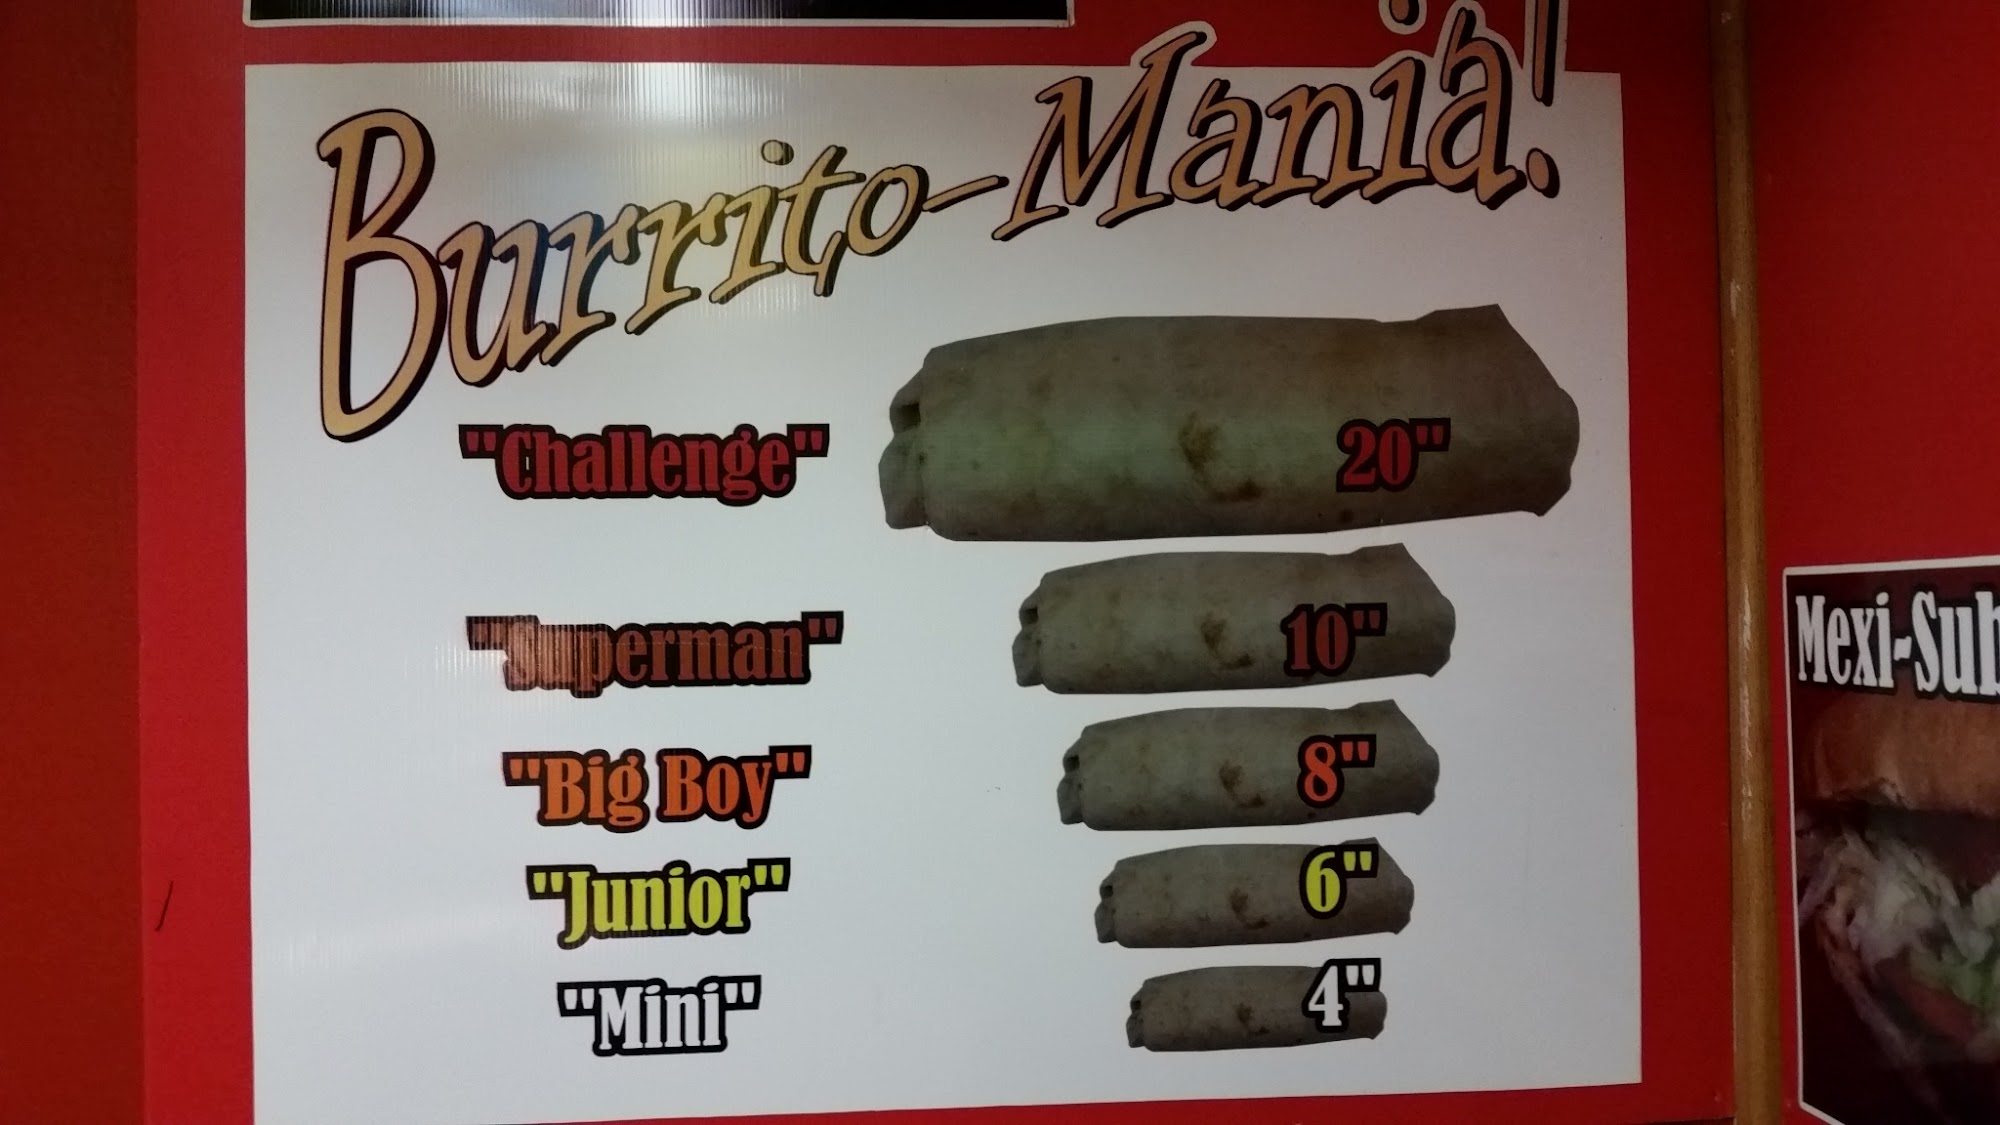 Burrito-Mania!
"Challenge" 20"
"Superman" 10"
"Big Boy" 8"
"Junior" 6"
"Mini" 4"
Mexi-Sub